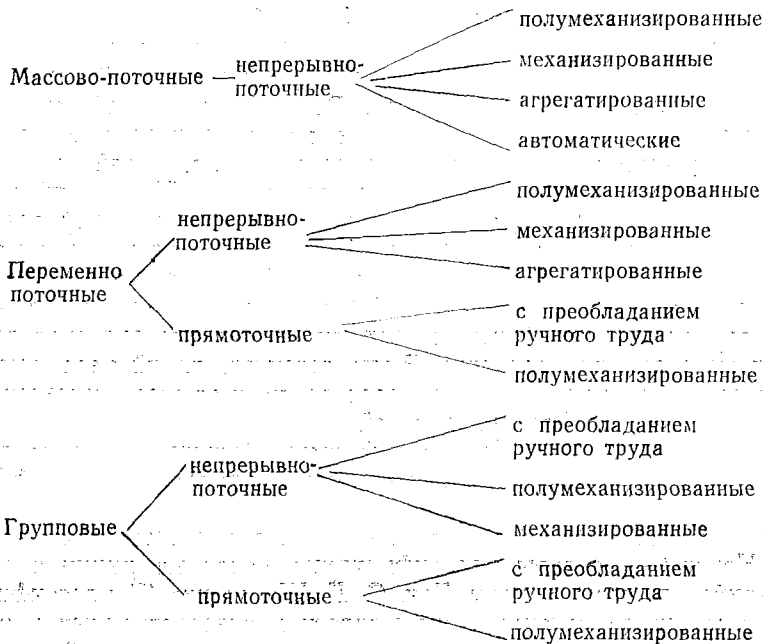 полумеханизированные
непрерывно-
механизированные
Массово-поточные
поточные
агрегатированные
автоматические
полумеханизированные
непрерывно-
поточные
механизированные
Переменно
поточные
агрегатированные
прямоточные
с преобладанием
ручного труда
полумеханизированные
с преобладанием
ручного труда
непрерывно-
поточные
полумеханизированные
Групповые
механизированные
прямоточные
с преобладанием
ручного труда
полумеханизированные